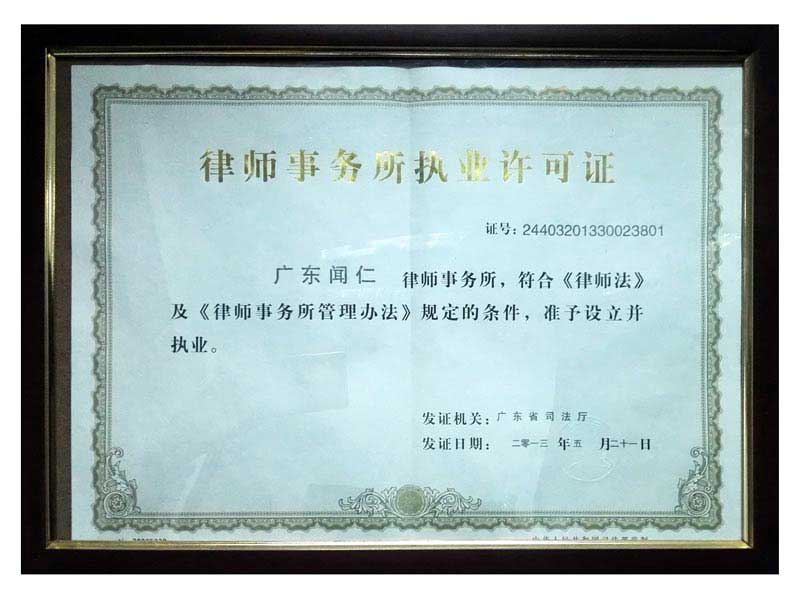 律师事务所执业许可证
证号：24403201330023801
广东闻仁 律师事务所，符合《律师法》
及《律师事务所管理办法》规定的条件，准予设立并
执业。
发证机关：广东省司法厅
发证日期：二零一三 年五 月二十一日